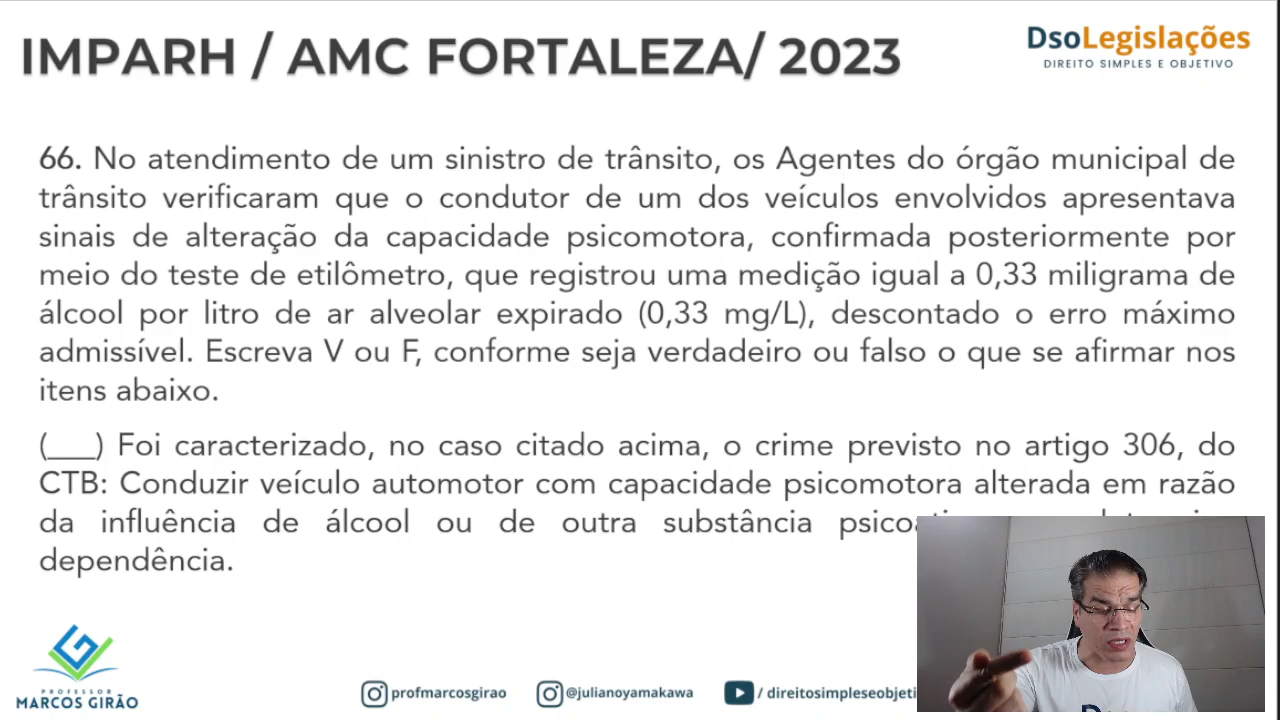 IMPARH / AMC FORTALEZA/ 2023
DsoLegislações
DIREITO SIMPLES E OBJETIVO
66. No atendimento de um sinistro de trânsito, os Agentes do órgão municipal de
trânsito verificaram que o condutor de um dos veículos envolvidos apresentava
sinais de alteração da capacidade psicomotora, confirmada posteriormente por
meio do teste de etilômetro, que registrou uma medição igual a 0,33 miligrama de
álcool por litro de ar alveolar expirado (0,33 mg/L), descontado o erro máximo
admissível. Escreva V ou F, conforme seja verdadeiro ou falso o que se afirmar nos
itens abaixo.
(___) Foi caracterizado, no caso citado acima, o crime previsto no artigo 306, do
CTB: Conduzir veículo automotor com capacidade psicomotora alterada em razão
da influência de álcool ou de outra substância
dependência.
PROFESSOR
MARCOS GIRÃO
profmarcosgirao
@julianoyamakawa
/ direitosimpleseobjeti